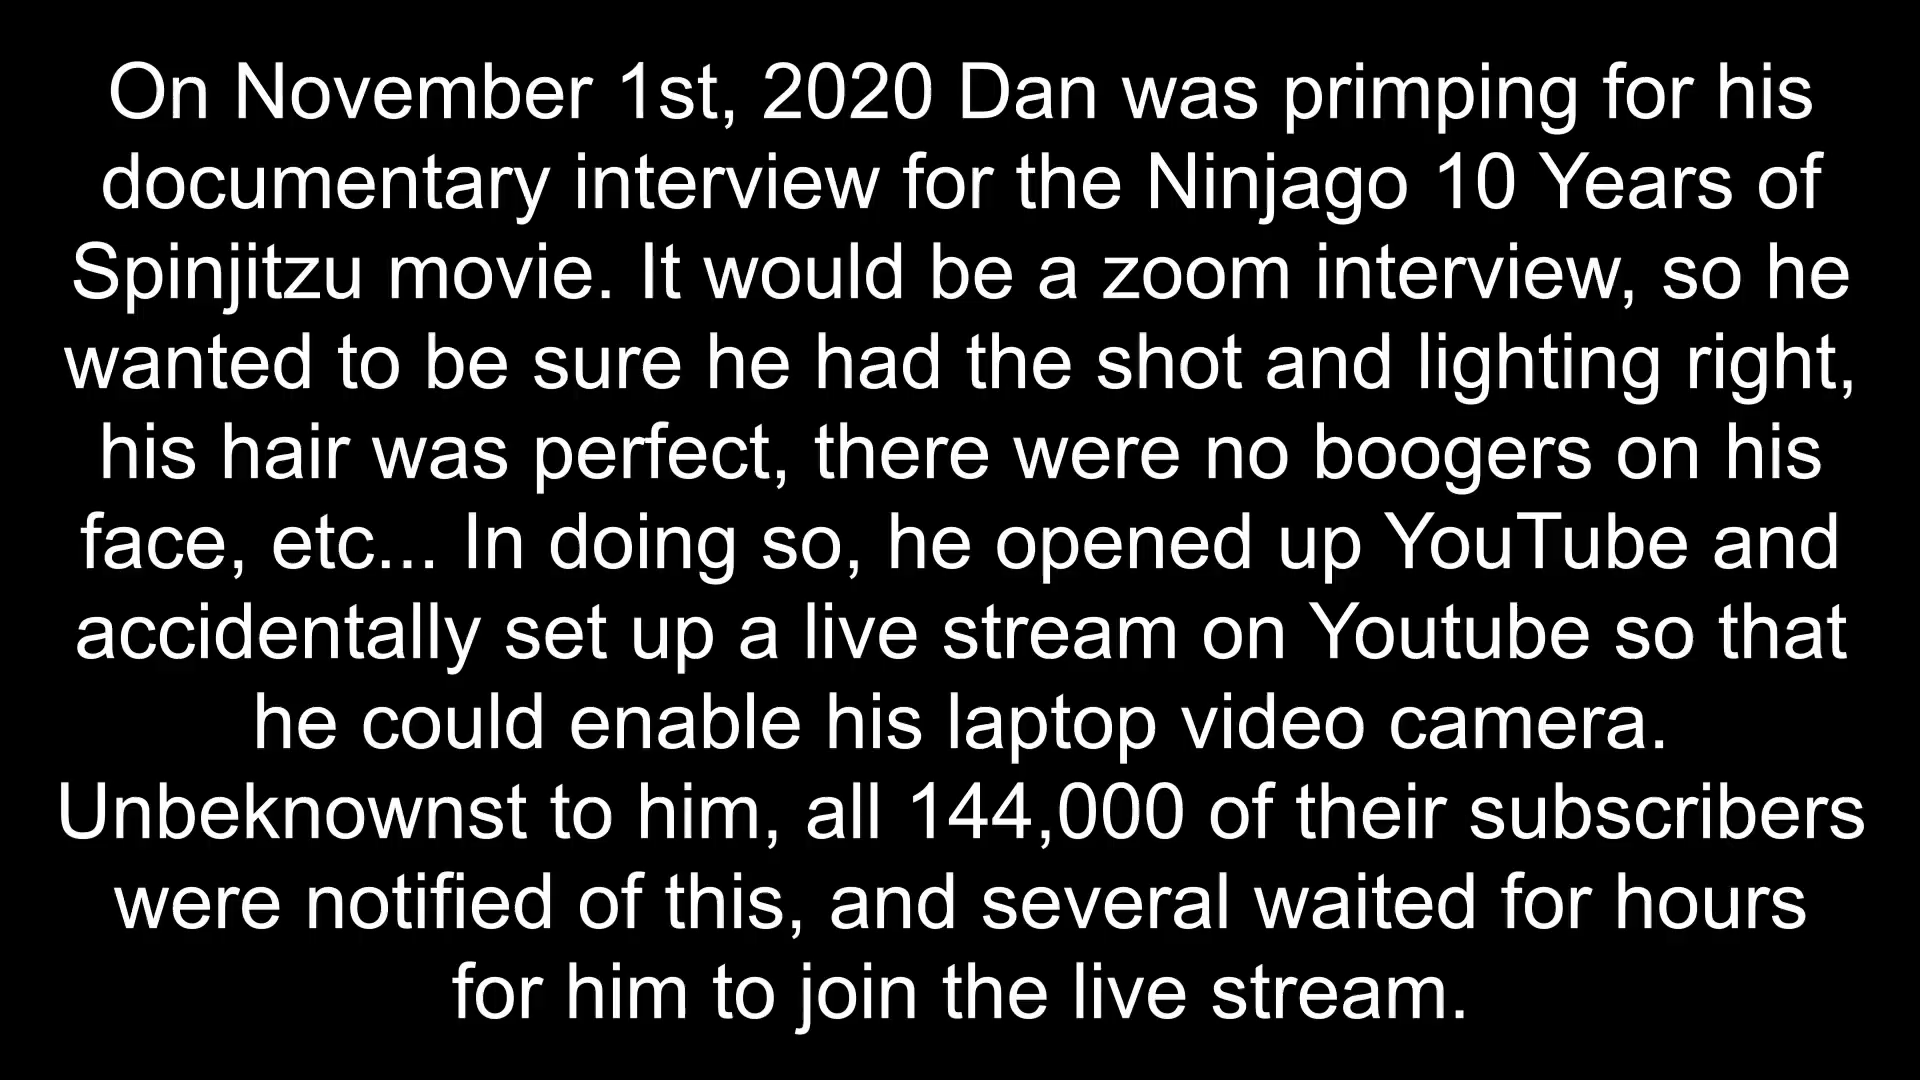 On November 1st, 2020 Dan was primping for his
documentary interview for the Ninjago 10 Years of
Spinjitzu movie. It would be a zoom interview, so he
wanted to be sure he had the shot and lighting right,
his hair was perfect, there were no boogers on his
face, etc... In doing so, he opened up YouTube and
accidentally set up a live stream on Youtube so that
he could enable his laptop video camera.
Unbeknownst to him, all 144,000 of their subscribers
were notified of this, and several waited for hours
for him to join the live stream.